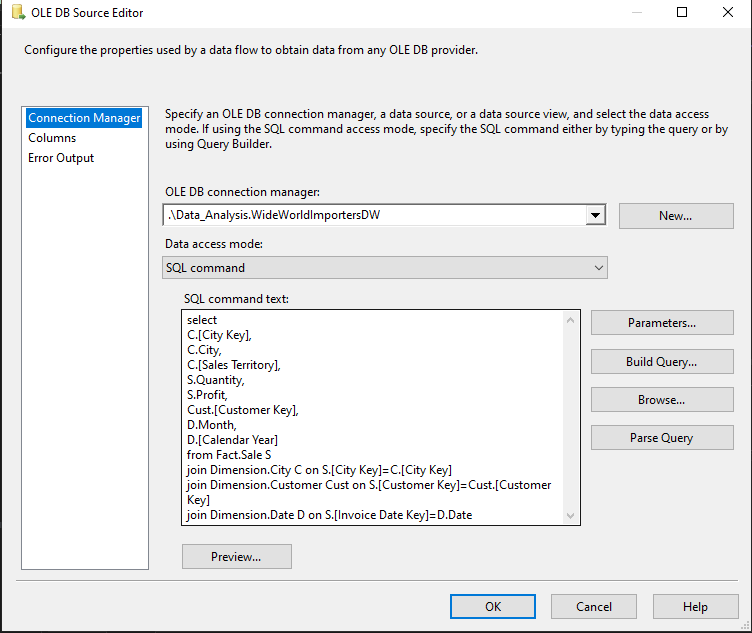 OLE DB Source Editor
Configure the properties used by a data flow to obtain data from any OLE DB provider.
Connection Manager
Columns
Error Output
Specify an OLE DB connection manager, a data source, or a data source view, and select the data access
mode. If using the SQL command access mode, specify the SQL command either by typing the query or by
using Query Builder.
OLE DB connection manager:
.\Data_Analysis.WideWorldImportersDW
New...
Data access mode:
SQL command
SQL command text:
select
C.[City Key],
C.City,
C.[Sales Territory],
S.Quantity,
S.Profit,
Cust.[Customer Key],
D.Month,
D.[Calendar Year]
from Fact.Sale S
join Dimension.City C on S.[City Key]=C.[City Key]
join Dimension.Customer Cust on S.[Customer Key]=Cust.[Customer
Key]
join Dimension.Date D on S.[Invoice Date Key]=D.Date
Parameters...
Build Query...
Browse...
Parse Query
Preview...
OK
Cancel
Help